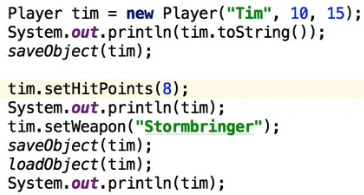 Player tim = new Player("Tim", 10, 15);
System.out.println(tim.toString());
saveObject(tim);
tim.setHitPoints(8);
System.out.println(tim);
tim.setWeapon("Stormbringer");
saveObject(tim);
loadObject(tim);
System.out.println(tim);